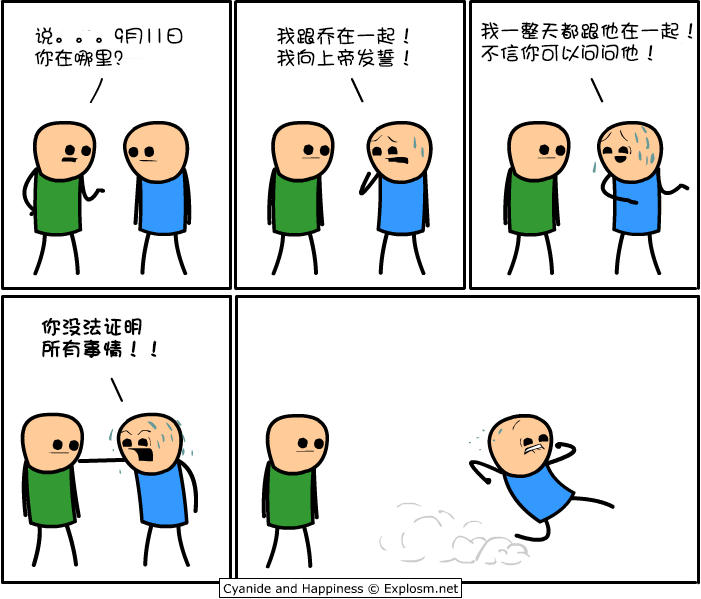 说。。。9月11日
你在哪里?
我跟乔在一起！
我向上帝发誓！
我一整天都跟他在一起！
不信你可以问问他！
你没法证明
所有事情！！
Cyanide and Happiness © Explosm.net